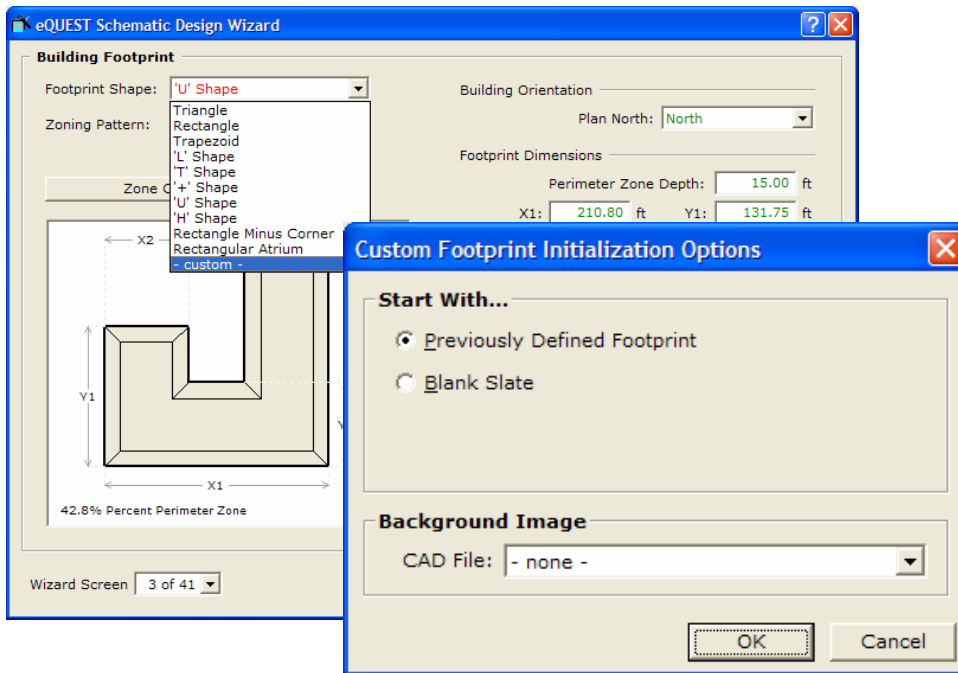 eQUEST Schematic Design Wizard
Building Footprint
Footprint Shape: 'U' Shape
Zoning Pattern:
Triangle
Rectangle
Trapezoid
'L' Shape
'T' Shape
'+' Shape
'U' Shape
'H' Shape
Rectangle Minus Corner
Rectangular Atrium
- custom -
Zone
X2
Y1
X1
42.8% Percent Perimeter Zone
Building Orientation
Plan North: North
Footprint Dimensions
Perimeter Zone Depth: 15.00 ft
X1: 210.80 ft Y1: 131.75 ft
Wizard Screen 3 of 41
Custom Footprint Initialization Options
Start With...
Previously Defined Footprint
Blank Slate
Background Image
CAD File: - none -
OK Cancel